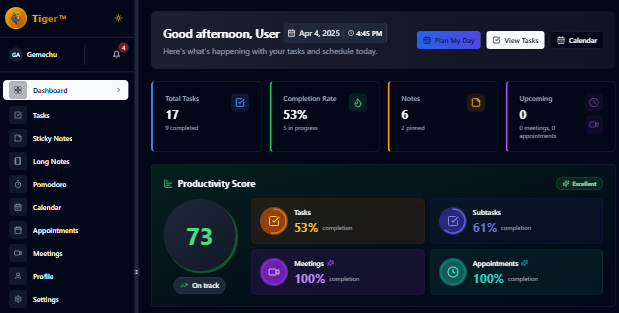 Tiger™
GA Gemechu
4
Dashboard
Tasks
Sticky Notes
Long Notes
Pomodoro
Calendar
Appointments
Meetings
Profile
Settings
Good afternoon, User
Apr 4, 2025 4:45 PM
Here's what's happening with your tasks and schedule today.
Plan My Day
View Tasks
Calendar
Total Tasks
17
9 completed
Completion Rate
53%
5 in progress
Notes
6
2 pinned
Upcoming
0
0 meetings, 0
appointments
Productivity Score
Excellent
73
On track
Tasks
53% completion
Subtasks
61% completion
Meetings
100% completion
Appointments
100% completion